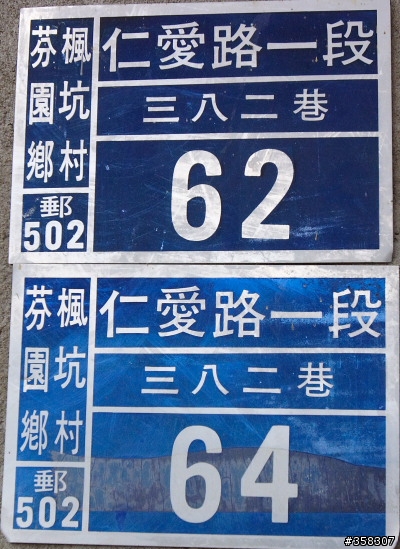 仁愛路一段
三八二巷
62
芬園鄉
楓坑村
郵
502
仁愛路一段
三八二巷
64
芬園鄉
楓坑村
郵
502
#358307